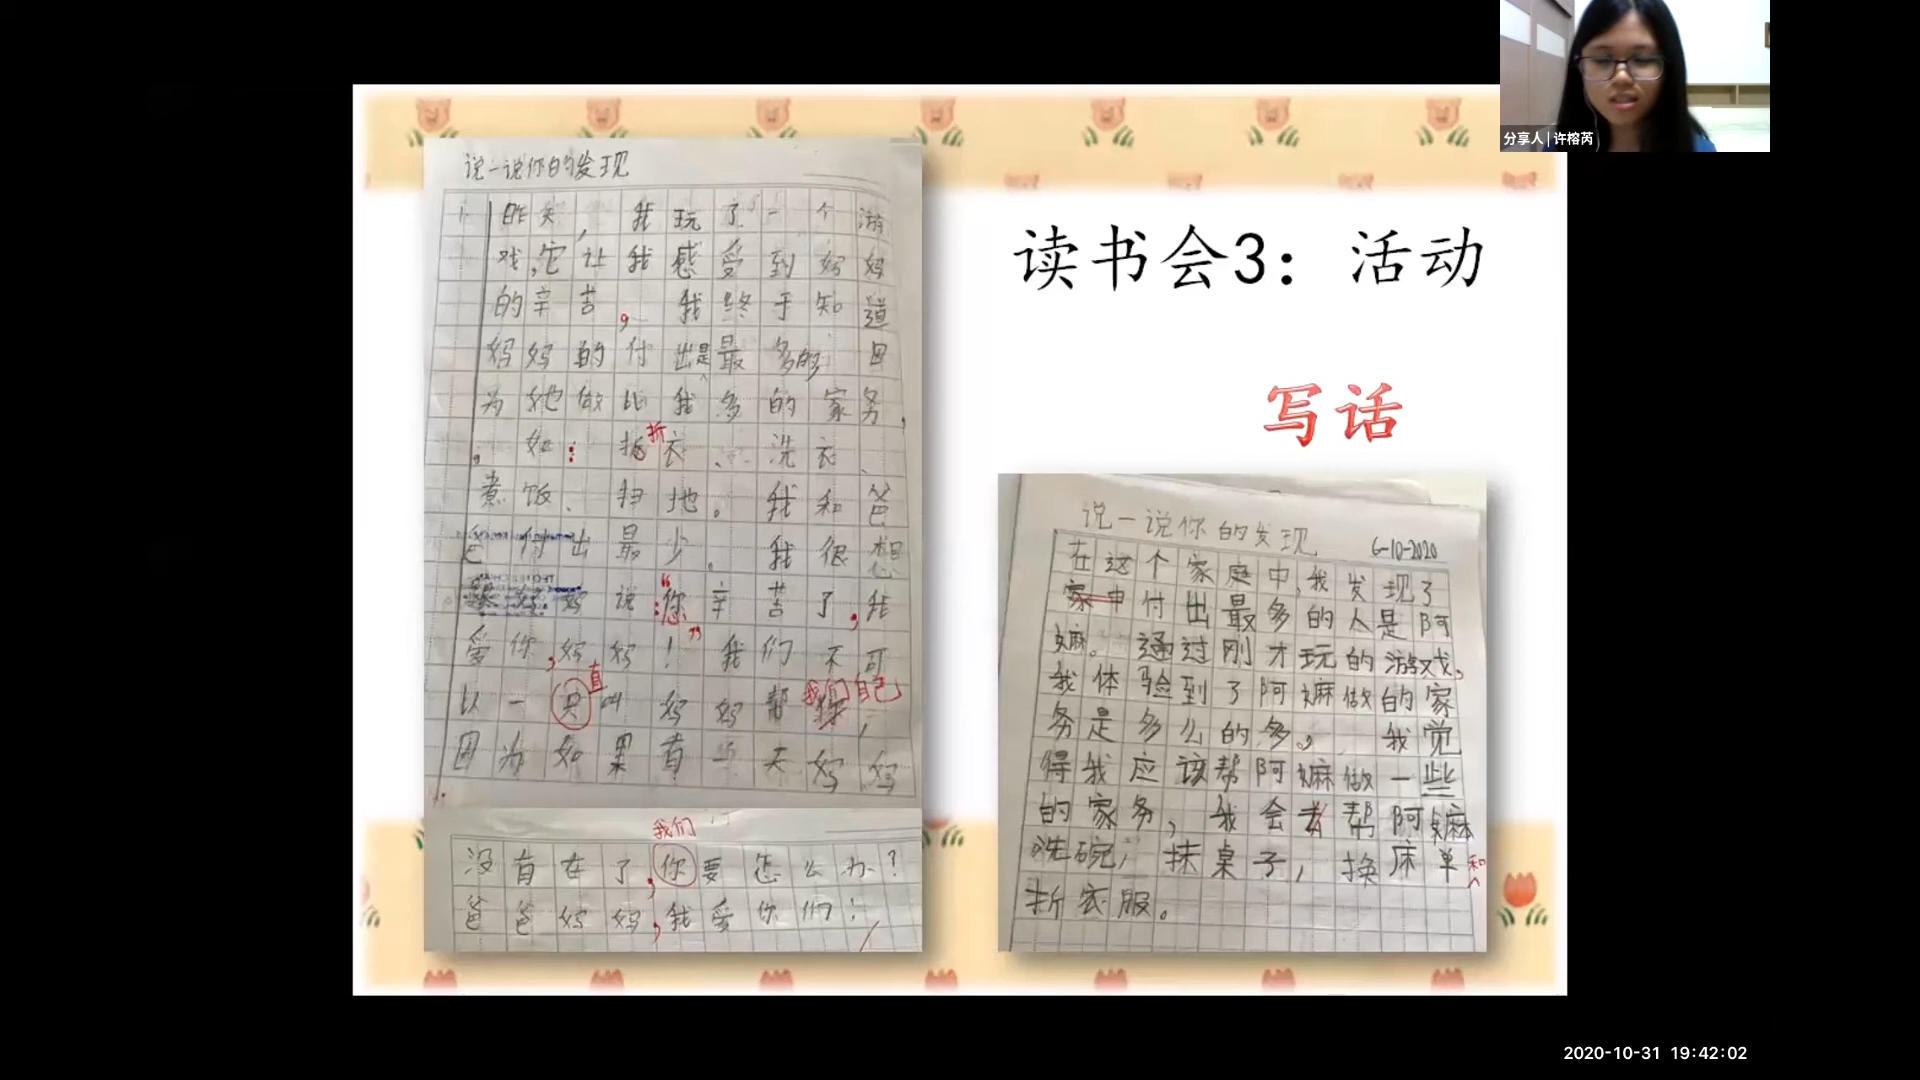 分享人 | 许榕芮
读书会3：活动
写话
说一说你的发现
昨天，我玩了一个游
戏，它让我感受到妈妈
的辛苦，我终于知道
妈妈的付出是最多的 因
为她做比我多的家务，
，如：折衣、洗衣、
煮饭、扫地。我和爸
爸付出最少。我很想
妈妈说：“您辛苦了，我
爱你，妈妈！”我们不可
以一直叫妈妈帮我们自己，
因为如果有一天妈妈
我们
没有在了，你要怎么办？
爸爸妈妈，我爱你们！
说一说你的发现 6-10-2020
在这个家庭中，我发现了
家中付出最多的人是阿
嫲。通过刚才玩的游戏，
我体验到了阿嫲做的家
务是多么的多。我觉
得我应该帮阿嫲做一些
的家务，我会去帮阿嫲
洗碗，抹桌子，换床单和
折衣服。
2020-10-31 19:42:02